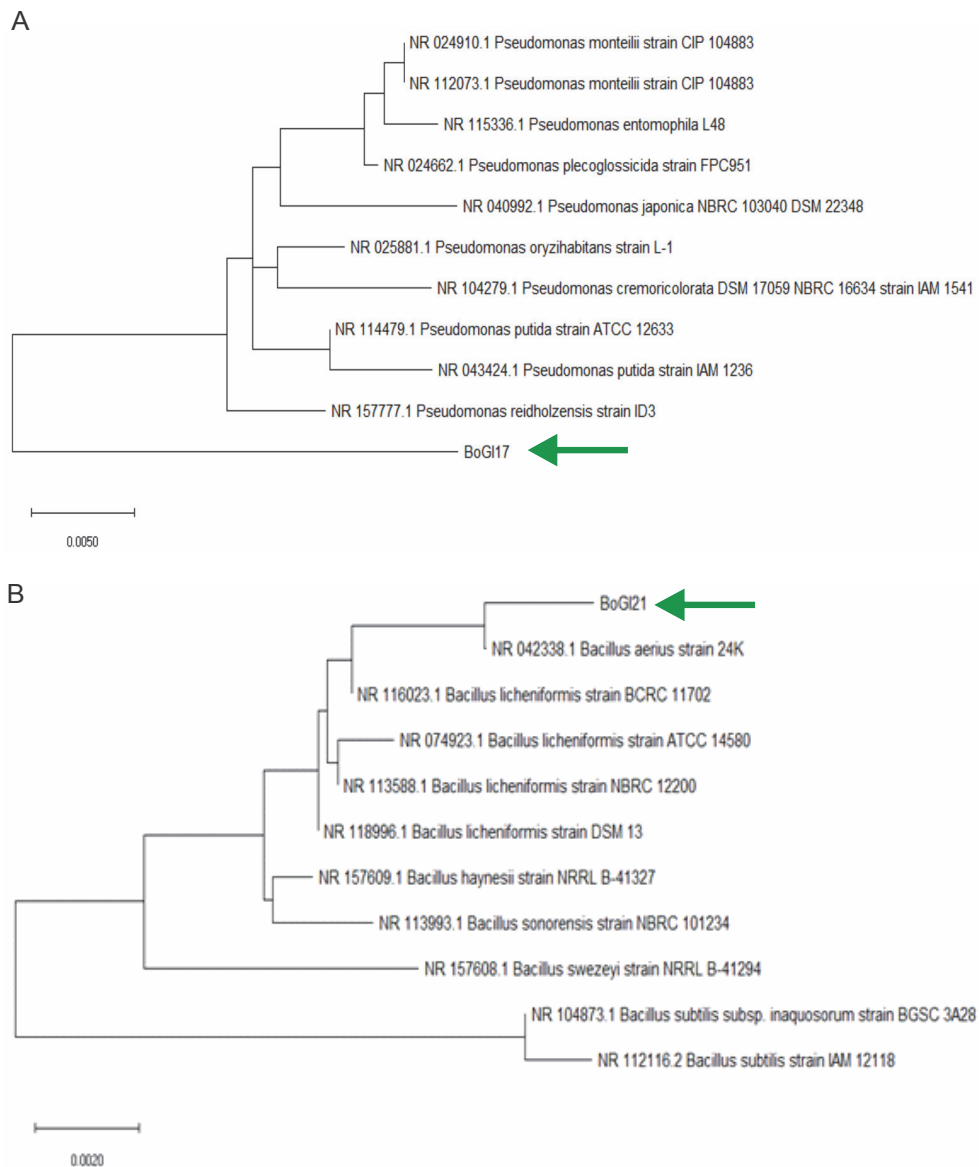 A
NR 024910.1 Pseudomonas monteilii strain CIP 104883
NR 112073.1 Pseudomonas monteilii strain CIP 104883
NR 115336.1 Pseudomonas entomophila L48
NR 024662.1 Pseudomonas plecoglossicida strain FPC951
NR 040992.1 Pseudomonas japonica NBRC 103040 DSM 22348
NR 025881.1 Pseudomonas oryzihabitans strain L-1
NR 104279.1 Pseudomonas cremoricolorata DSM 17059 NBRC 16634 strain IAM 1541
NR 114479.1 Pseudomonas putida strain ATCC 12633
NR 043424.1 Pseudomonas putida strain IAM 1236
NR 157777.1 Pseudomonas reidholzensis strain ID3
BoGl17
0.0050
B
BoGl21
NR 042338.1 Bacillus aerius strain 24K
NR 116023.1 Bacillus licheniformis strain BCRC 11702
NR 074923.1 Bacillus licheniformis strain ATCC 14580
NR 113588.1 Bacillus licheniformis strain NBRC 12200
NR 118996.1 Bacillus licheniformis strain DSM 13
NR 157609.1 Bacillus haynesii strain NRRL B-41327
NR 113993.1 Bacillus sonorensis strain NBRC 101234
NR 157608.1 Bacillus swezeyi strain NRRL B-41294
NR 104873.1 Bacillus subtilis subsp. inaquosorum strain BGSC 3A28
NR 112116.2 Bacillus subtilis strain IAM 12118
0.0020